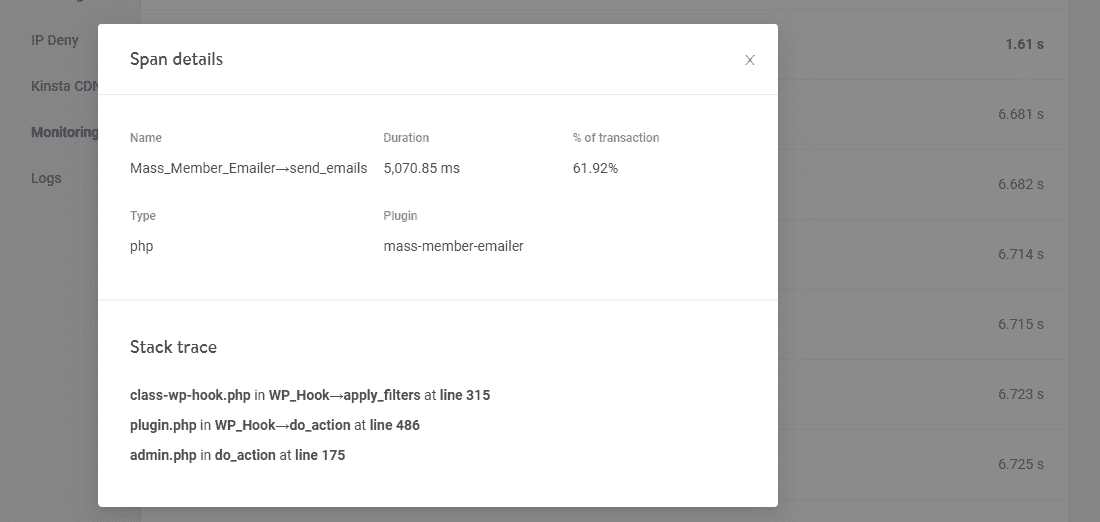 IP Deny
Kinsta CDN
Monitoring
Logs
Span details
Name Duration % of transaction
Mass_Member_Emailer→send_emails 5,070.85 ms 61.92%
Type Plugin
php mass-member-emailer
Stack trace
class-wp-hook.php in WP_Hook→apply_filters at line 315
plugin.php in WP_Hook→do_action at line 486
admin.php in do_action at line 175
1.61 s
6.681 s
6.682 s
6.714 s
6.715 s
6.723 s
6.725 s